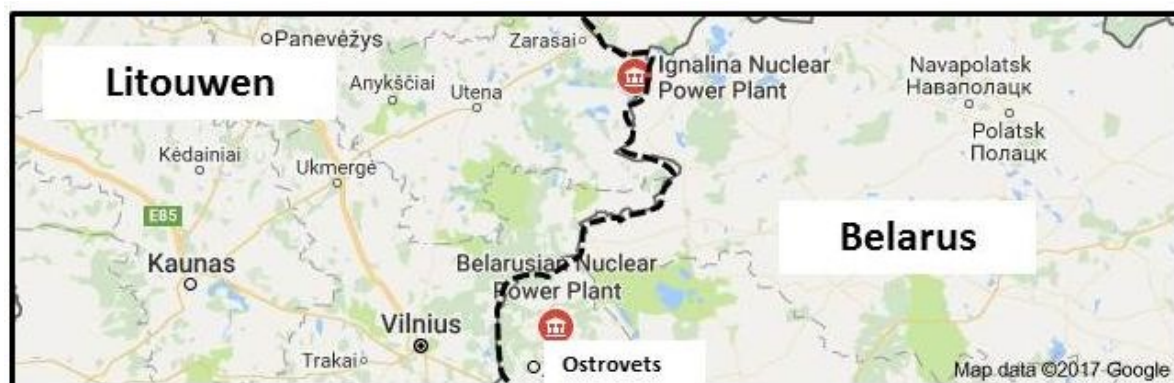 Panevėžys
Zarasai
Litouwen
Ignalina Nuclear
Power Plant
Anykščiai
Utena
Navapolatsk
Наваполацк
Polatsk
Полацк
Kėdainiai
Ukmergė
E85
Belarus
Kaunas
Belarusian Nuclear
Power Plant
Vilnius
Trakai
Ostrovets
Map data ©2017 Google